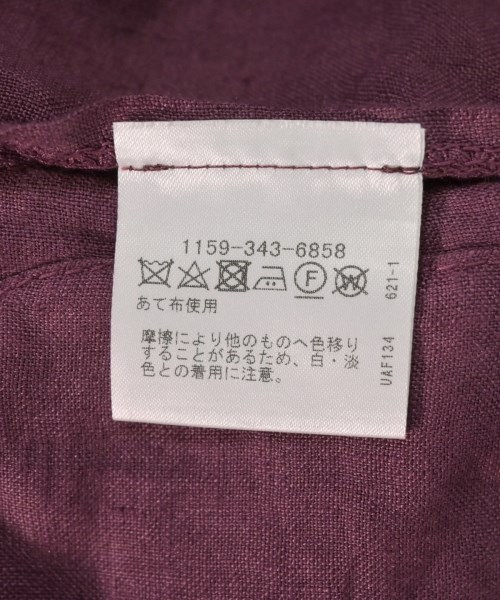 1159-343-6858
F W
あて布使用
摩擦により他のものへ色移り
することがあるため、白・淡
色との着用に注意。
UAF134 621-1